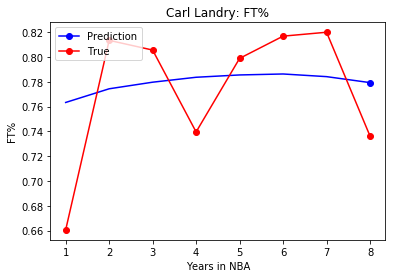 Carl Landry: FT%
Prediction
True
FT%
0.82
0.80
0.78
0.76
0.74
0.72
0.70
0.68
0.66
1 2 3 4 5 6 7 8
Years in NBA